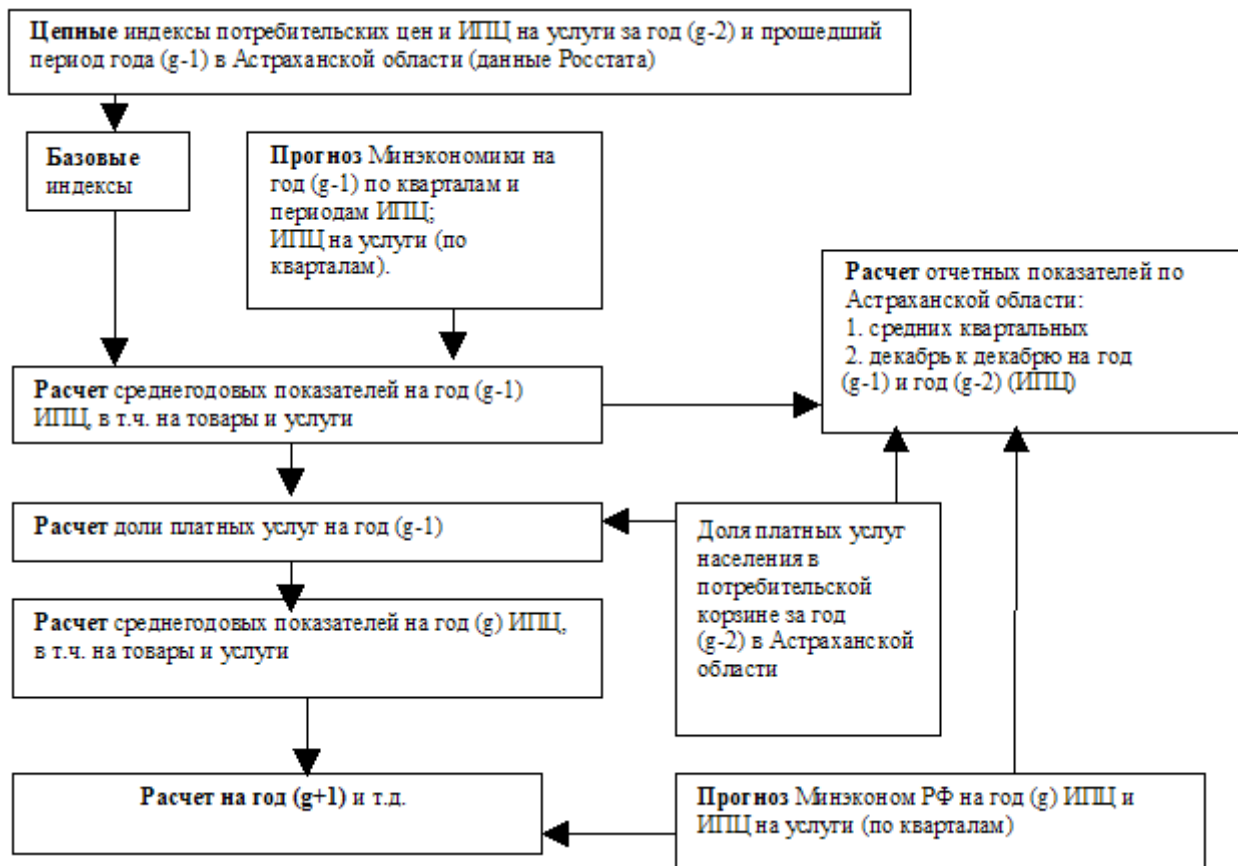 Цепные индексы потребительских цен и ИПЦ на услуги за год (g-2) и прошедший
период года (g-1) в Астраханской области (данные Росстата)
Базовые
индексы
Прогноз Минэкономики на
год (g-1) по кварталам и
периодам ИПЦ;
ИПЦ на услуги (по
кварталам).
Расчет отчетных показателей по
Астраханской области:
1. средних квартальных
2. декабрь к декабрю на год
(g-1) и год (g-2) (ИПЦ)
Расчет среднегодовых показателей на год (g-1)
ИПЦ, в т.ч. на товары и услуги
Расчет доли платных услуг на год (g-1)
Доля платных услуг
населения в
потребительской
корзине за год
(g-2) в Астраханской
области
Расчет среднегодовых показателей на год (g) ИПЦ,
в т.ч. на товары и услуги
Расчет на год (g+1) и т.д.
Прогноз Минэконом РФ на год (g) ИПЦ и
ИПЦ на услуги (по кварталам)